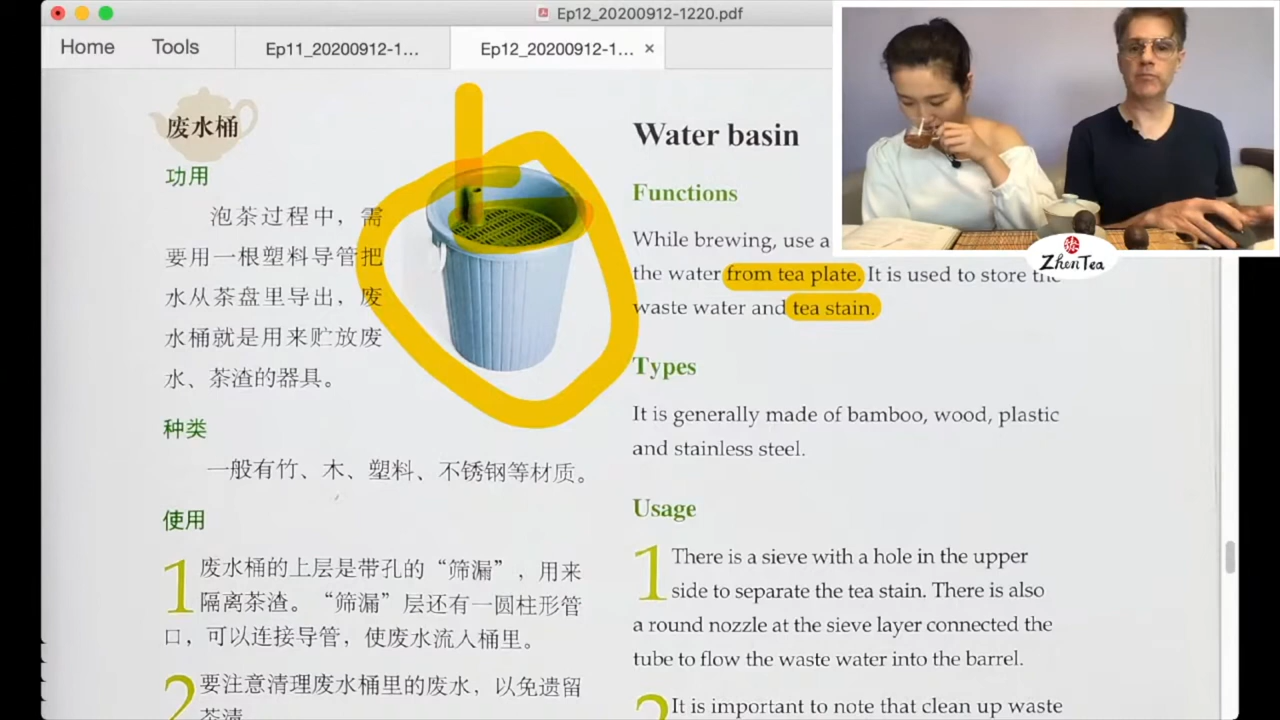 Ep12_20200912-1220.pdf
Home
Tools
Ep11_20200912-1...
Ep12_20200912-1...
废水桶
功用
泡茶过程中，需
要用一根塑料导管把
水从茶盘里导出，废
水桶就是用来贮放废
水、茶渣的器具。
种类
一般有竹、木、塑料、不锈钢等材质。
使用
1 废水桶的上层是带孔的“筛漏”，用来
隔离茶渣。“筛漏”层还有一圆柱形管
口，可以连接导管，使废水流入桶里。
2 要注意清理废水桶里的废水，以免遗留
茶渍
Water basin
Functions
While brewing, use a
the water from tea plate. It is used to store the
waste water and tea stain.
Types
It is generally made of bamboo, wood, plastic
and stainless steel.
Usage
1 There is a sieve with a hole in the upper
side to separate the tea stain. There is also
a round nozzle at the sieve layer connected the
tube to flow the waste water into the barrel.
2 It is important to note that clean up waste
ZhenTea